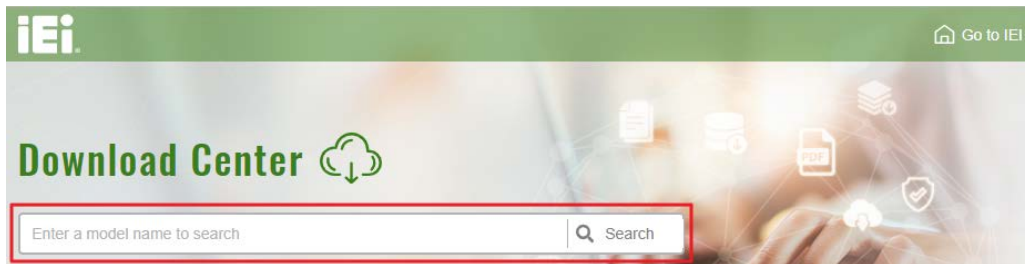 iEi
Go to IEI
Download Center
Enter a model name to search
Search
PDF